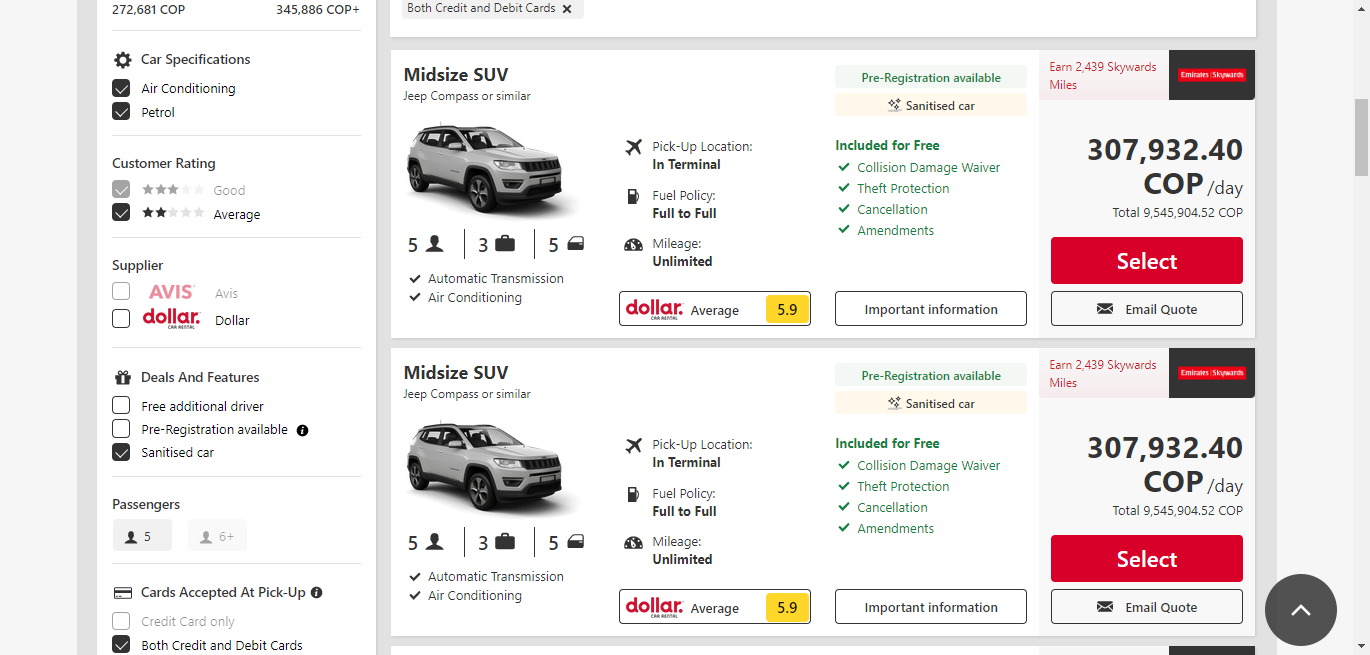 272,681 COP
345,886 COP+
Car Specifications
Air Conditioning
Petrol
Customer Rating
Good
Average
Supplier
AVIS
Avis
dollar.
CAR RENTAL
Dollar
Deals And Features
Free additional driver
Pre-Registration available
Sanitised car
Passengers
5
6+
Cards Accepted At Pick-Up
Credit Card only
Both Credit and Debit Cards
Both Credit and Debit Cards
Midsize SUV
Jeep Compass or similar
5
3
5
Automatic Transmission
Air Conditioning
Pick-Up Location:
In Terminal
Fuel Policy:
Full to Full
Mileage:
Unlimited
dollar.
CAR RENTAL
Average
5.9
Pre-Registration available
Sanitised car
Included for Free
Collision Damage Waiver
Theft Protection
Cancellation
Amendments
Important information
Earn 2,439 Skywards
Miles
Emirates Skywards
307,932.40
COP /day
Total 9,545,904.52 COP
Select
Email Quote
Midsize SUV
Jeep Compass or similar
5
3
5
Automatic Transmission
Air Conditioning
Pick-Up Location:
In Terminal
Fuel Policy:
Full to Full
Mileage:
Unlimited
dollar.
CAR RENTAL
Average
5.9
Pre-Registration available
Sanitised car
Included for Free
Collision Damage Waiver
Theft Protection
Cancellation
Amendments
Important information
Earn 2,439 Skywards
Miles
Emirates Skywards
307,932.40
COP /day
Total 9,545,904.52 COP
Select
Email Quote